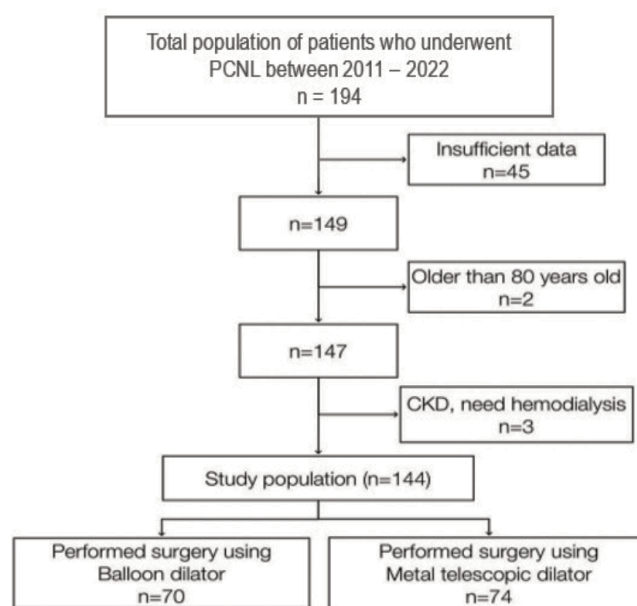 Total population of patients who underwent
PCNL between 2011 – 2022
n = 194
Insufficient data
n=45
n=149
Older than 80 years old
n=2
n=147
CKD, need hemodialysis
n=3
Study population (n=144)
Performed surgery using
Balloon dilator
n=70
Performed surgery using
Metal telescopic dilator
n=74